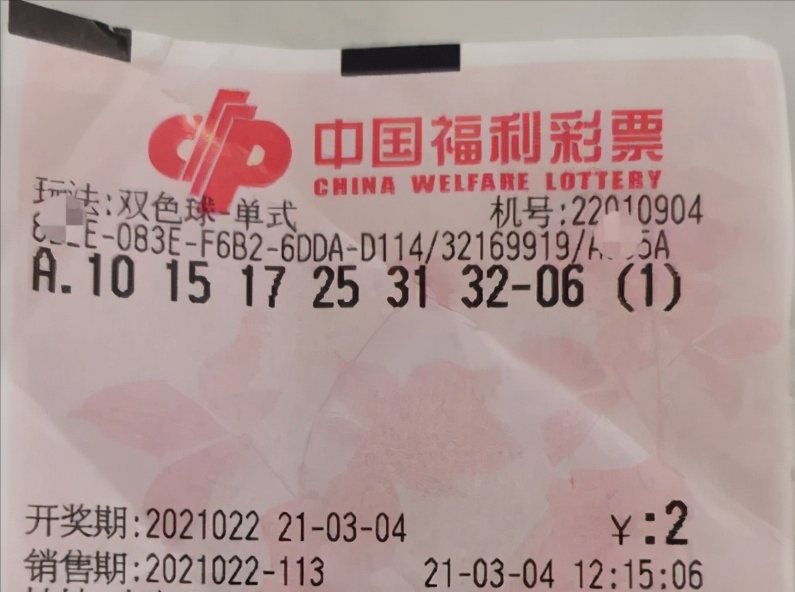 中国福利彩票
CHINA WELFARE LOTTERY
玩法:双色球-单式 机号:22010904
E-083E-F6B2-6DDA-D114/32169919/ 5A
A.10 15 17 25 31 32-06 (1)
开奖期:2021022 21-03-04 ¥:2
销售期:2021022-113 21-03-04 12:15:06